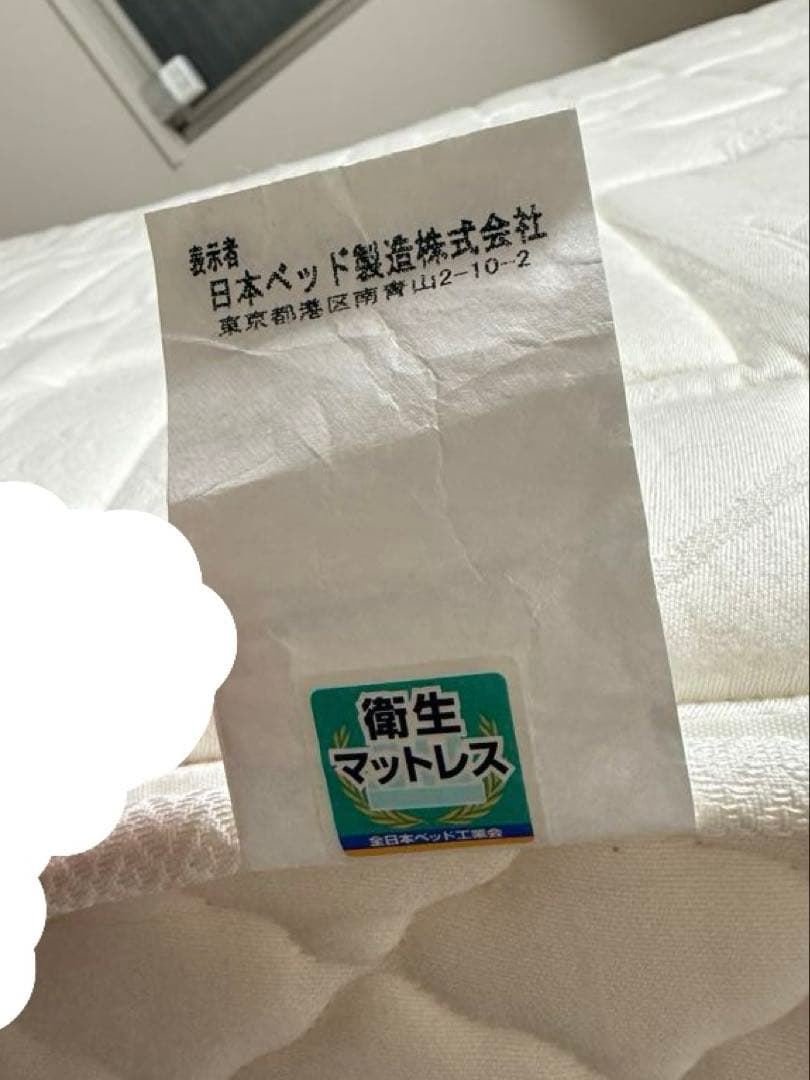 表示者
日本ベッド製造株式会社
東京都港区南青山2-10-2
衛生
マットレス
全日本ベッド工業会